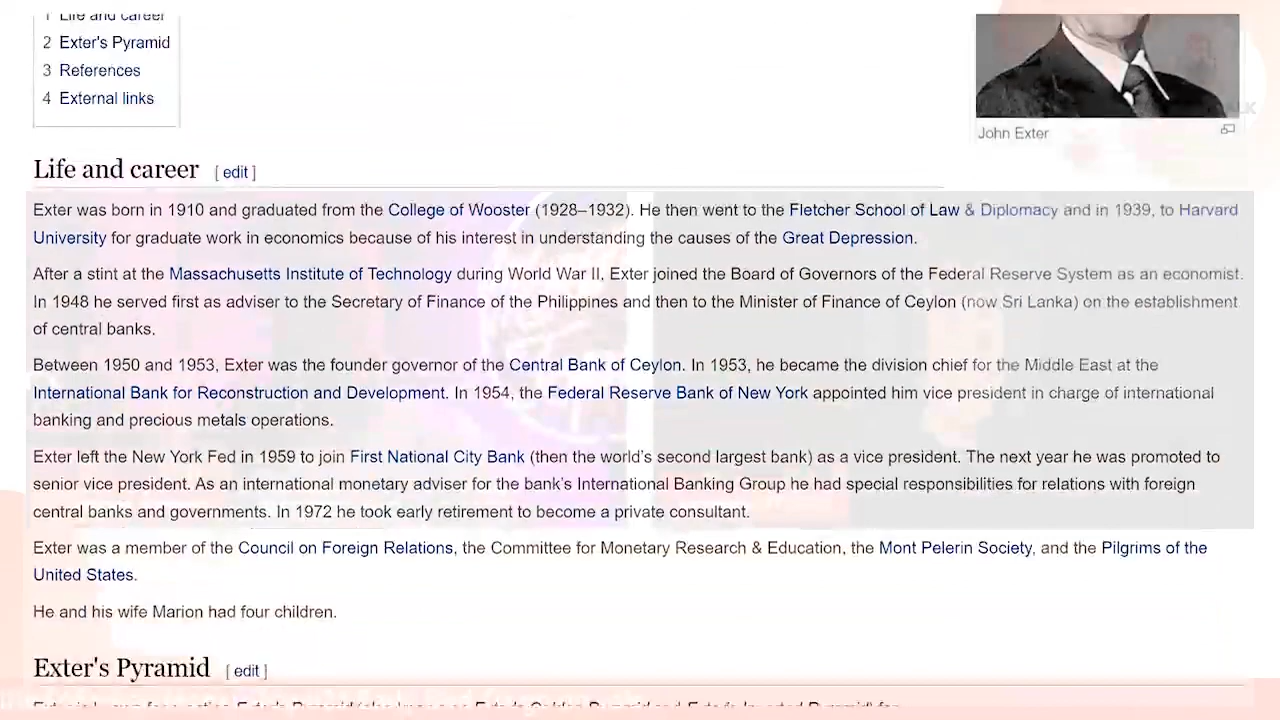 1 Life and career
2 Exter's Pyramid
3 References
4 External links
John Exter
Life and career [ edit ]
Exter was born in 1910 and graduated from the College of Wooster (1928–1932). He then went to the Fletcher School of Law & Diplomacy and in 1939, to Harvard
University for graduate work in economics because of his interest in understanding the causes of the Great Depression.
After a stint at the Massachusetts Institute of Technology during World War II, Exter joined the Board of Governors of the Federal Reserve System as an economist.
In 1948 he served first as adviser to the Secretary of Finance of the Philippines and then to the Minister of Finance of Ceylon (now Sri Lanka) on the establishment
of central banks.
Between 1950 and 1953, Exter was the founder governor of the Central Bank of Ceylon. In 1953, he became the division chief for the Middle East at the
International Bank for Reconstruction and Development. In 1954, the Federal Reserve Bank of New York appointed him vice president in charge of international
banking and precious metals operations.
Exter left the New York Fed in 1959 to join First National City Bank (then the world's second largest bank) as a vice president. The next year he was promoted to
senior vice president. As an international monetary adviser for the bank's International Banking Group he had special responsibilities for relations with foreign
central banks and governments. In 1972 he took early retirement to become a private consultant.
Exter was a member of the Council on Foreign Relations, the Committee for Monetary Research & Education, the Mont Pelerin Society, and the Pilgrims of the
United States.
He and his wife Marion had four children.
Exter's Pyramid [ edit ]